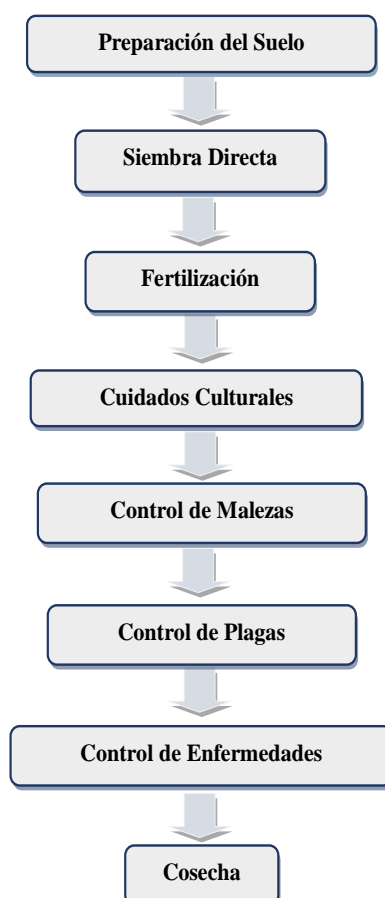 Preparación del Suelo
Siembra Directa
Fertilización
Cuidados Culturales
Control de Malezas
Control de Plagas
Control de Enfermedades
Cosecha